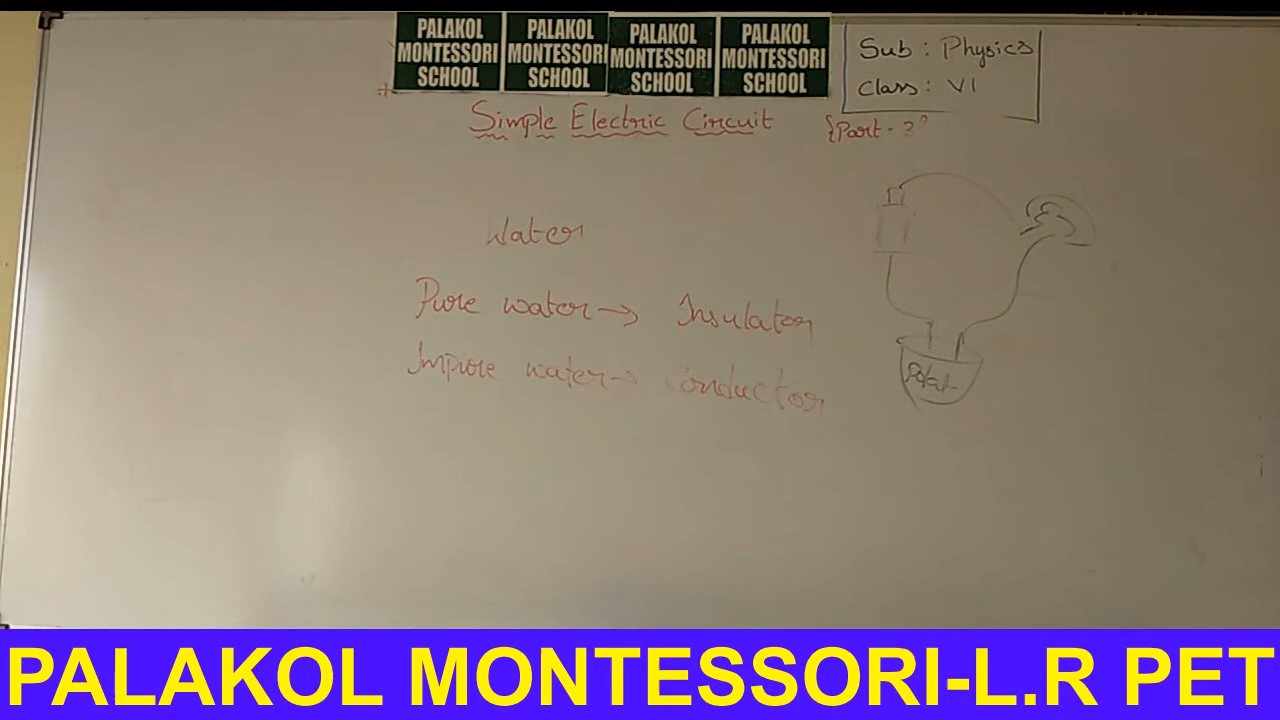 PALAKOL MONTESSORI SCHOOL
PALAKOL MONTESSORI SCHOOL
PALAKOL MONTESSORI SCHOOL
PALAKOL MONTESSORI SCHOOL
Sub : Physics
Class : VI
Simple Electric Circuit
{Part -
Water
Pure water → Insulator
Impure water → conductor
PALAKOL MONTESSORI-L.R PET